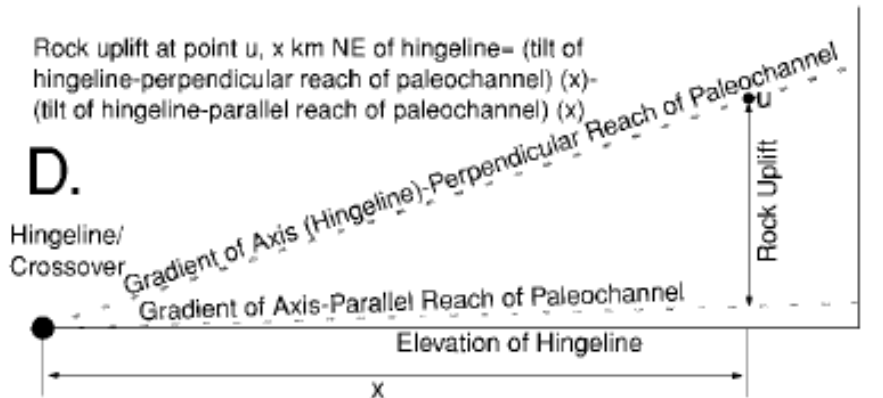 Rock uplift at point u, x km NE of hingeline= (tilt of
hingeline-perpendicular reach of paleochannel) (x)-
(tilt of hingeline-parallel reach of paleochannel) (x)
D.
Hingeline/
Crossover
Gradient of Axis (Hingeline)-Perpendicular Reach of Paleochannel
u
Rock Uplift
Gradient of Axis-Parallel Reach of Paleochannel
Elevation of Hingeline
x